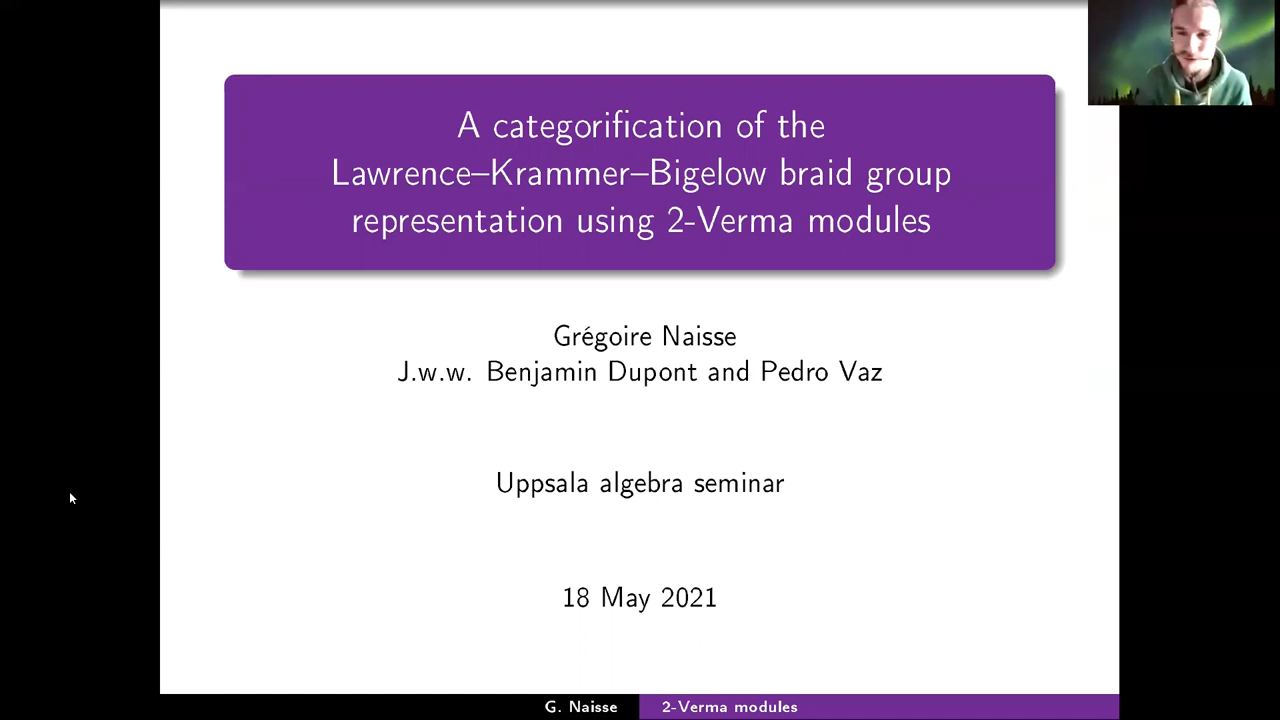 A categorification of the
Lawrence–Krammer–Bigelow braid group
representation using 2-Verma modules
Grégoire Naisse
J.w.w. Benjamin Dupont and Pedro Vaz
Uppsala algebra seminar
18 May 2021
G. Naisse
2-Verma modules